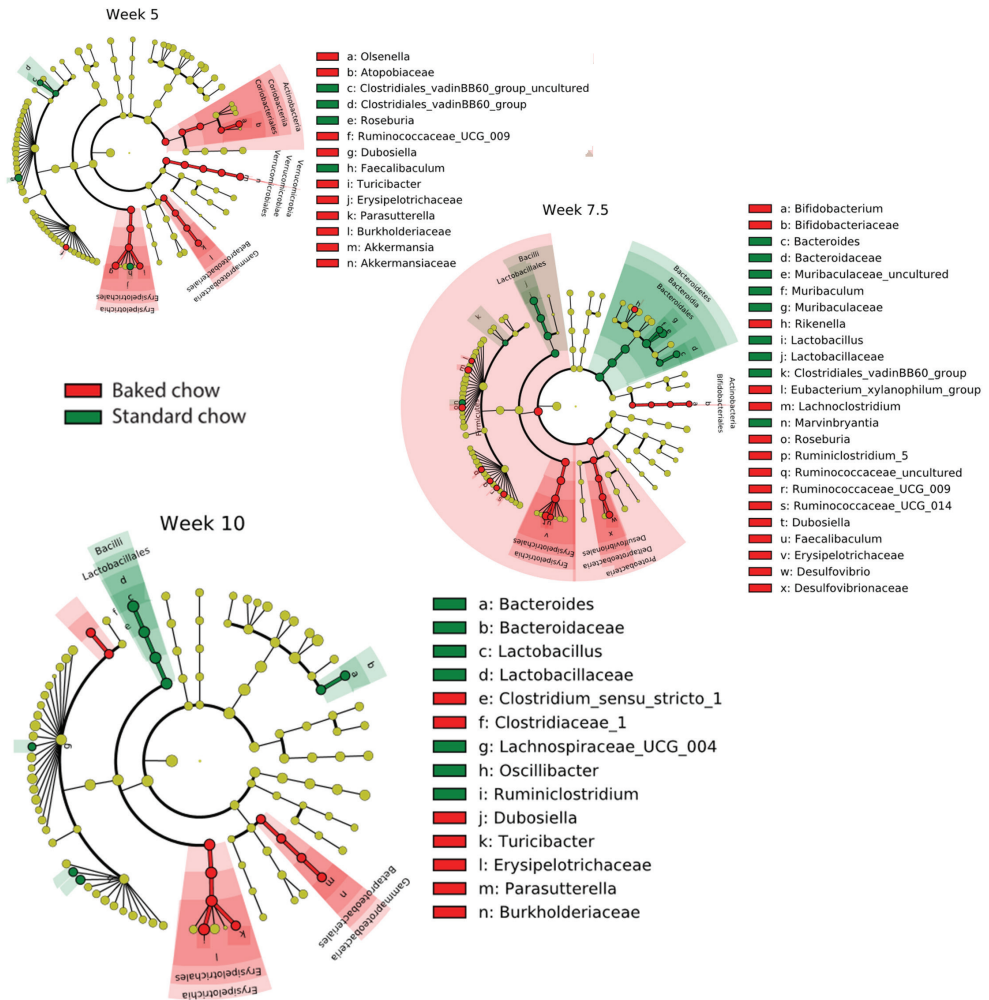 Week 5
a: Olsenella
b: Atopobiaceae
c: Clostridiales_vadinBB60_group_uncultured
d: Clostridiales_vadinBB60_group
e: Roseburia
f: Ruminococcaceae_UCG_009
g: Dubosiella
h: Faecalibaculum
i: Turicibacter
j: Erysipelotrichaceae
k: Parasutterella
l: Burkholderiaceae
m: Akkermansia
n: Akkermansiaceae
Actinobacteria
Coriobacteriia
Coriobacteriales
a
b
Verrucomicrobia
Verrucomicrobiae
Verrucomicrobiales
m
n
Gammaproteobacteria
Betaproteobacteriales
l
Erysipelotrichales
Erysipelotrichia
g
h
i
j
d
Baked chow
Standard chow
Week 7.5
a: Bifidobacterium
b: Bifidobacteriaceae
c: Bacteroides
d: Bacteroidaceae
e: Muribaculaceae_uncultured
f: Muribaculum
g: Muribaculaceae
h: Rikenella
i: Lactobacillus
j: Lactobacillaceae
k: Clostridiales_vadinBB60_group
l: Eubacterium_xylanophilum_group
m: Lachnoclostridium
n: Marvinbryantia
o: Roseburia
p: Ruminiclostridium_5
q: Ruminococcaceae_uncultured
r: Ruminococcaceae_UCG_009
s: Ruminococcaceae_UCG_014
t: Dubosiella
u: Faecalibaculum
v: Erysipelotrichaceae
w: Desulfovibrio
x: Desulfovibrionaceae
Bacilli
Lactobacillales
Bacteroidetes
Bacteroidia
Bacteroidales
h
g
d
k
Actinobacteria
Bifidobacteriales
a
b
Firmicutes
Erysipelotrichales
Erysipelotrichia
v
w
x
Desulfovibrionales
Deltaproteobacteria
Proteobacteria
Week 10
a: Bacteroides
b: Bacteroidaceae
c: Lactobacillus
d: Lactobacillaceae
e: Clostridium_sensu_stricto_1
f: Clostridiaceae_1
g: Lachnospiraceae_UCG_004
h: Oscillibacter
i: Ruminiclostridium
j: Dubosiella
k: Turicibacter
l: Erysipelotrichaceae
m: Parasutterella
n: Burkholderiaceae
Bacilli
Lactobacillales
d
c
e
f
a
b
g
k
l
m
n
Gammaproteobacteria
Betaproteobacteriales
Erysipelotrichales
Erysipelotrichia